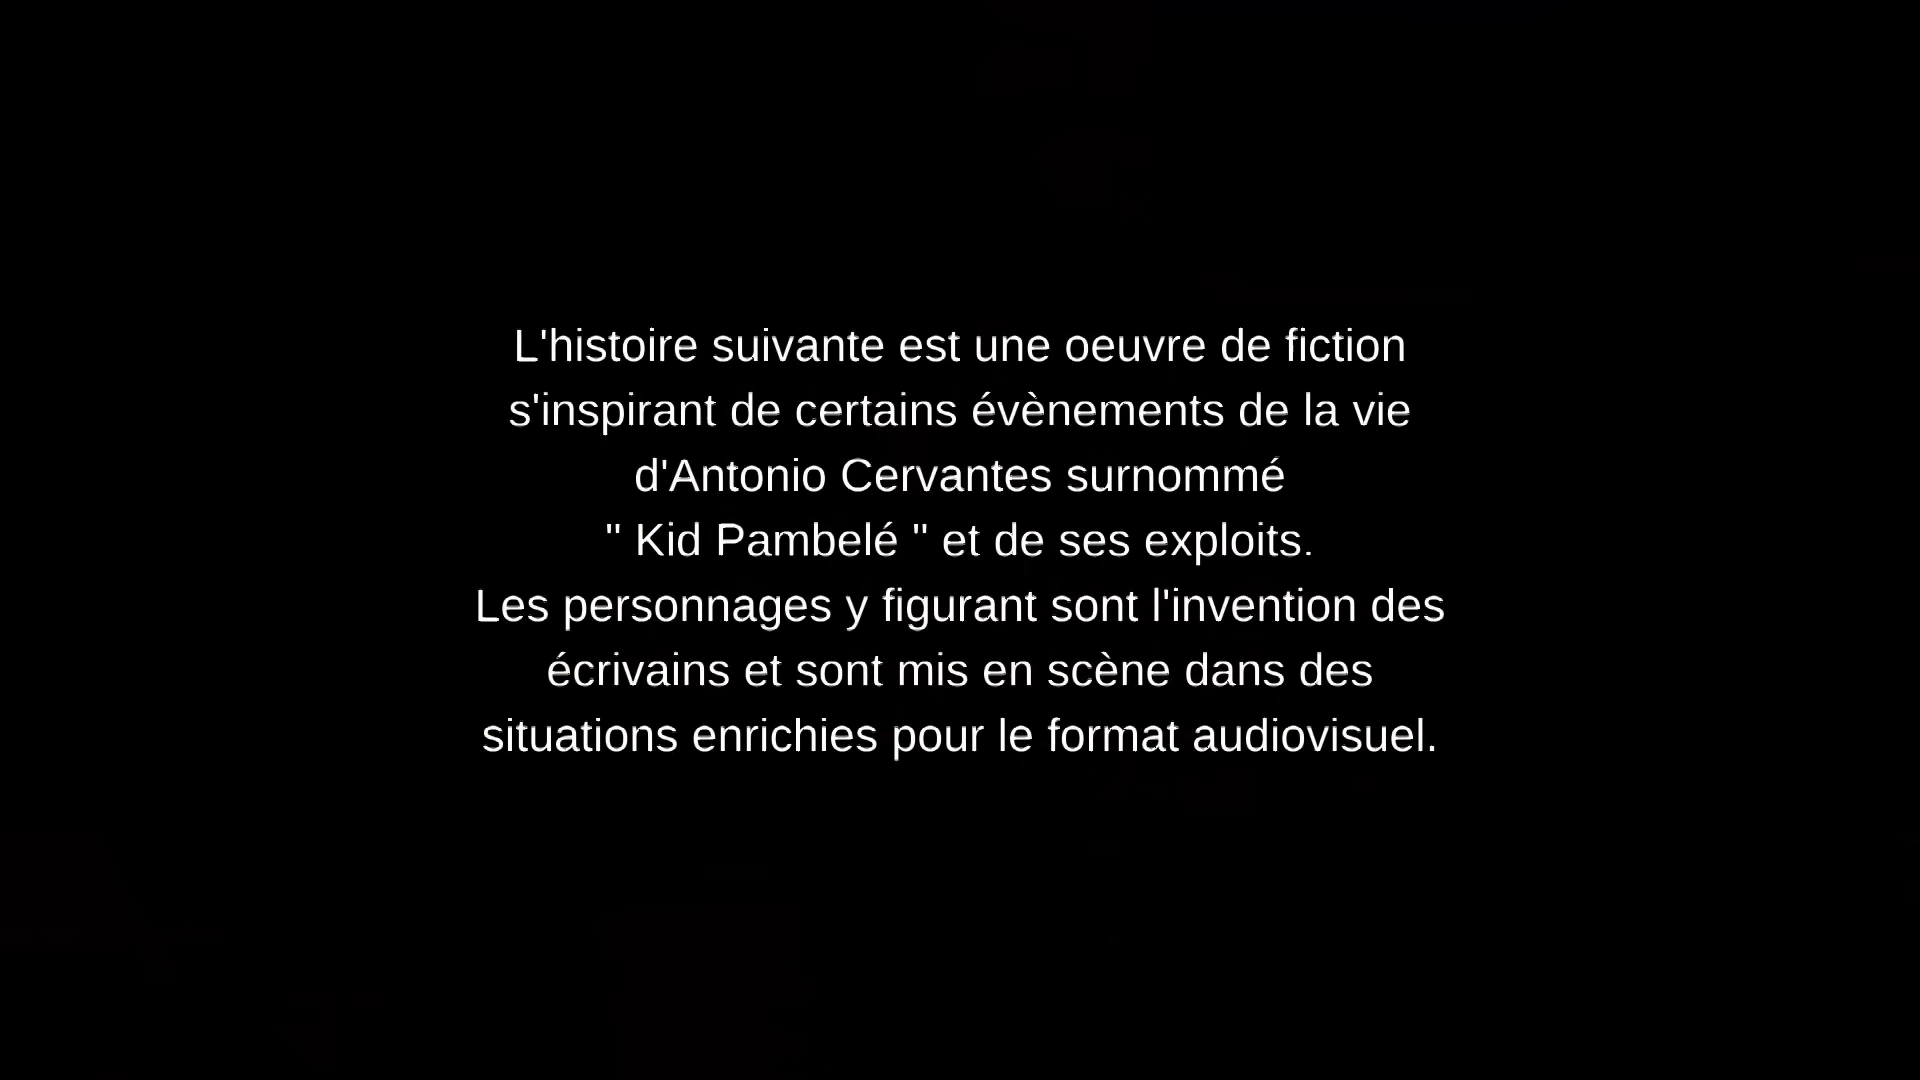 L'histoire suivante est une oeuvre de fiction
s'inspirant de certains évènements de la vie
d'Antonio Cervantes surnommé
" Kid Pambelé " et de ses exploits.
Les personnages y figurant sont l'invention des
écrivains et sont mis en scène dans des
situations enrichies pour le format audiovisuel.